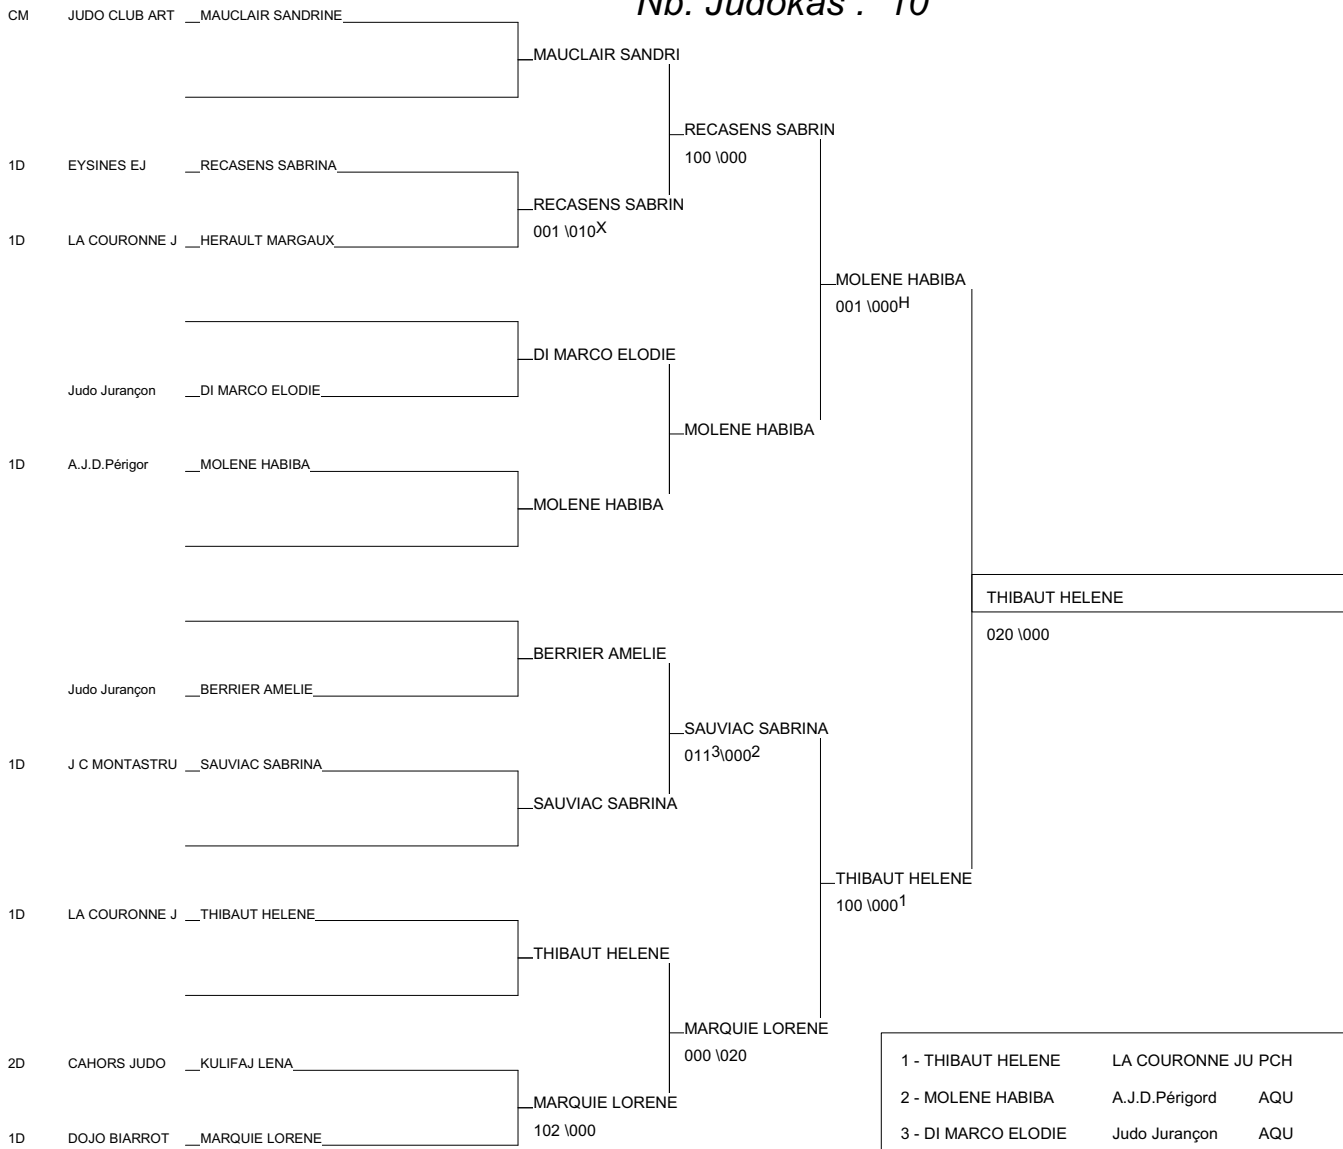 Nb. Judokas : 10
CM JUDO CLUB ART MAUCLAIR SANDRINE
MAUCLAIR SANDRI
RECASENS SABRIN
100 \000
1D EYSINES EJ RECASENS SABRINA
RECASENS SABRIN
001 \010X
1D LA COURONNE J HERAULT MARGAUX
MOLENE HABIBA
001 \000H
DI MARCO ELODIE
Judo Jurançon DI MARCO ELODIE
MOLENE HABIBA
1D A.J.D.Périgor MOLENE HABIBA
MOLENE HABIBA
THIBAUT HELENE
020 \000
BERRIER AMELIE
Judo Jurançon BERRIER AMELIE
SAUVIAC SABRINA
0113\0002
1D J C MONTASTRU SAUVIAC SABRINA
SAUVIAC SABRINA
THIBAUT HELENE
100 \0001
1D LA COURONNE J THIBAUT HELENE
THIBAUT HELENE
MARQUIE LORENE
000 \020
2D CAHORS JUDO KULIFAJ LENA
MARQUIE LORENE
102 \000
1D DOJO BIARROT MARQUIE LORENE
1 - THIBAUT HELENE LA COURONNE JU PCH
2 - MOLENE HABIBA A.J.D.Périgord AQU
3 - DI MARCO ELODIE Judo Jurançon AQU